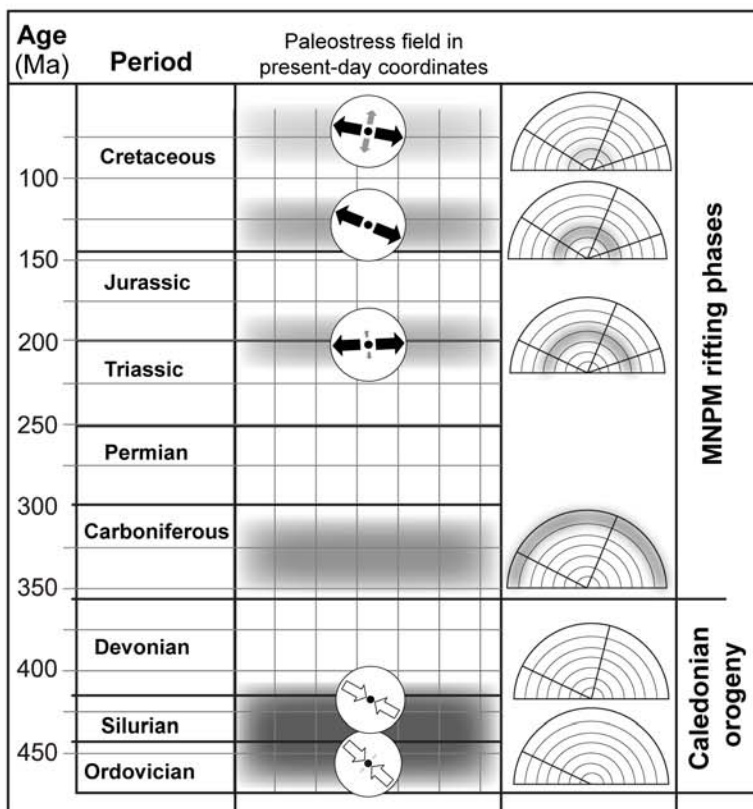 Age
(Ma)
Period
Paleostress field in
present-day coordinates
Cretaceous
100
150
Jurassic
200
Triassic
250
Permian
300
Carboniferous
350
Devonian
400
Silurian
450
Ordovician
MNPM rifting phases
Caledonian
orogeny